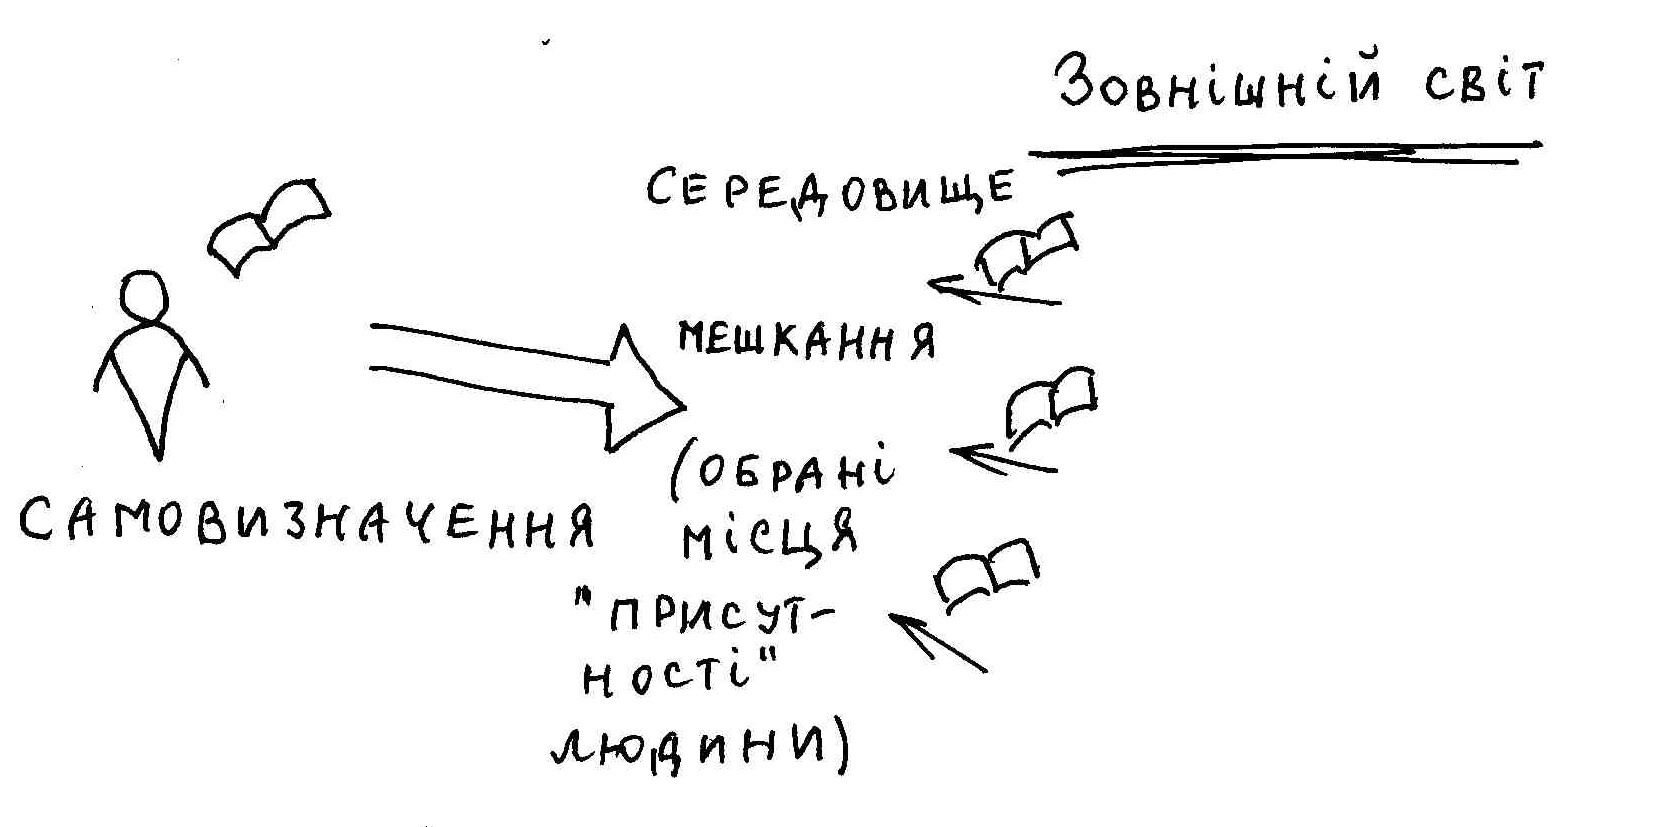 Зовнішній світ
СЕРЕДОВИЩЕ
МЕШКАННЯ
(ОБРАНІ
МІСЦЯ
"ПРИСУТ-
НОСТІ"
ЛЮДИНИ)
САМОВИЗНАЧЕННЯ